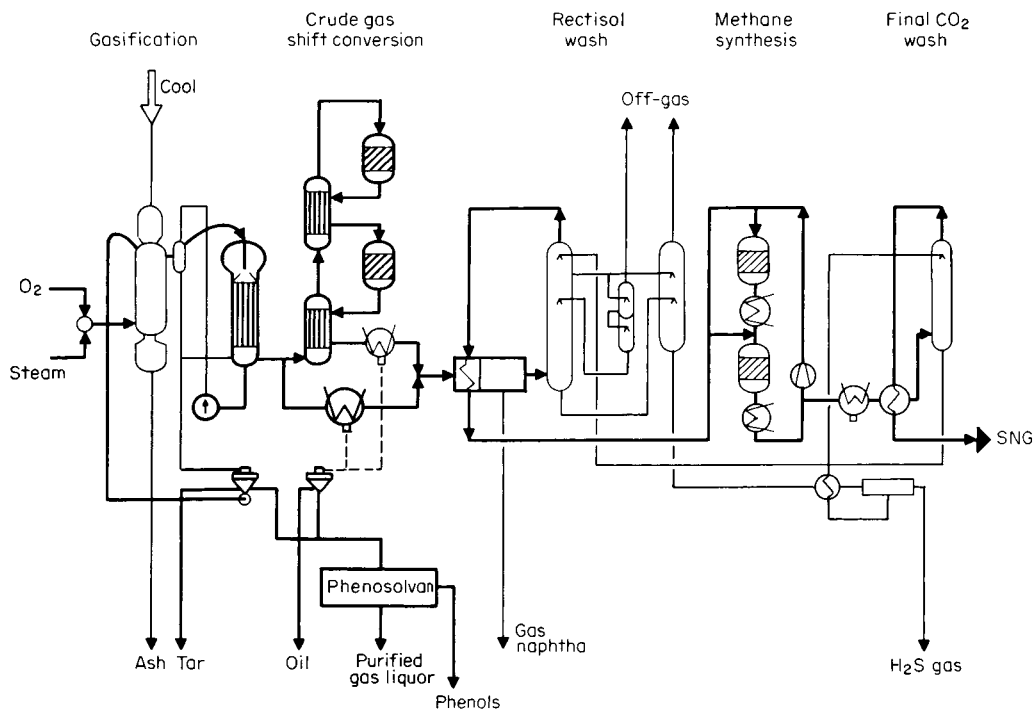 Gasification
Crude gas
shift conversion
Rectisol
wash
Methane
synthesis
Final CO₂
wash
Cool
Off-gas
O₂
Steam
SNG
Phenosolvan
Ash
Tar
Oil
Purified
gas liquor
Phenols
Gas
naphtha
H₂S gas